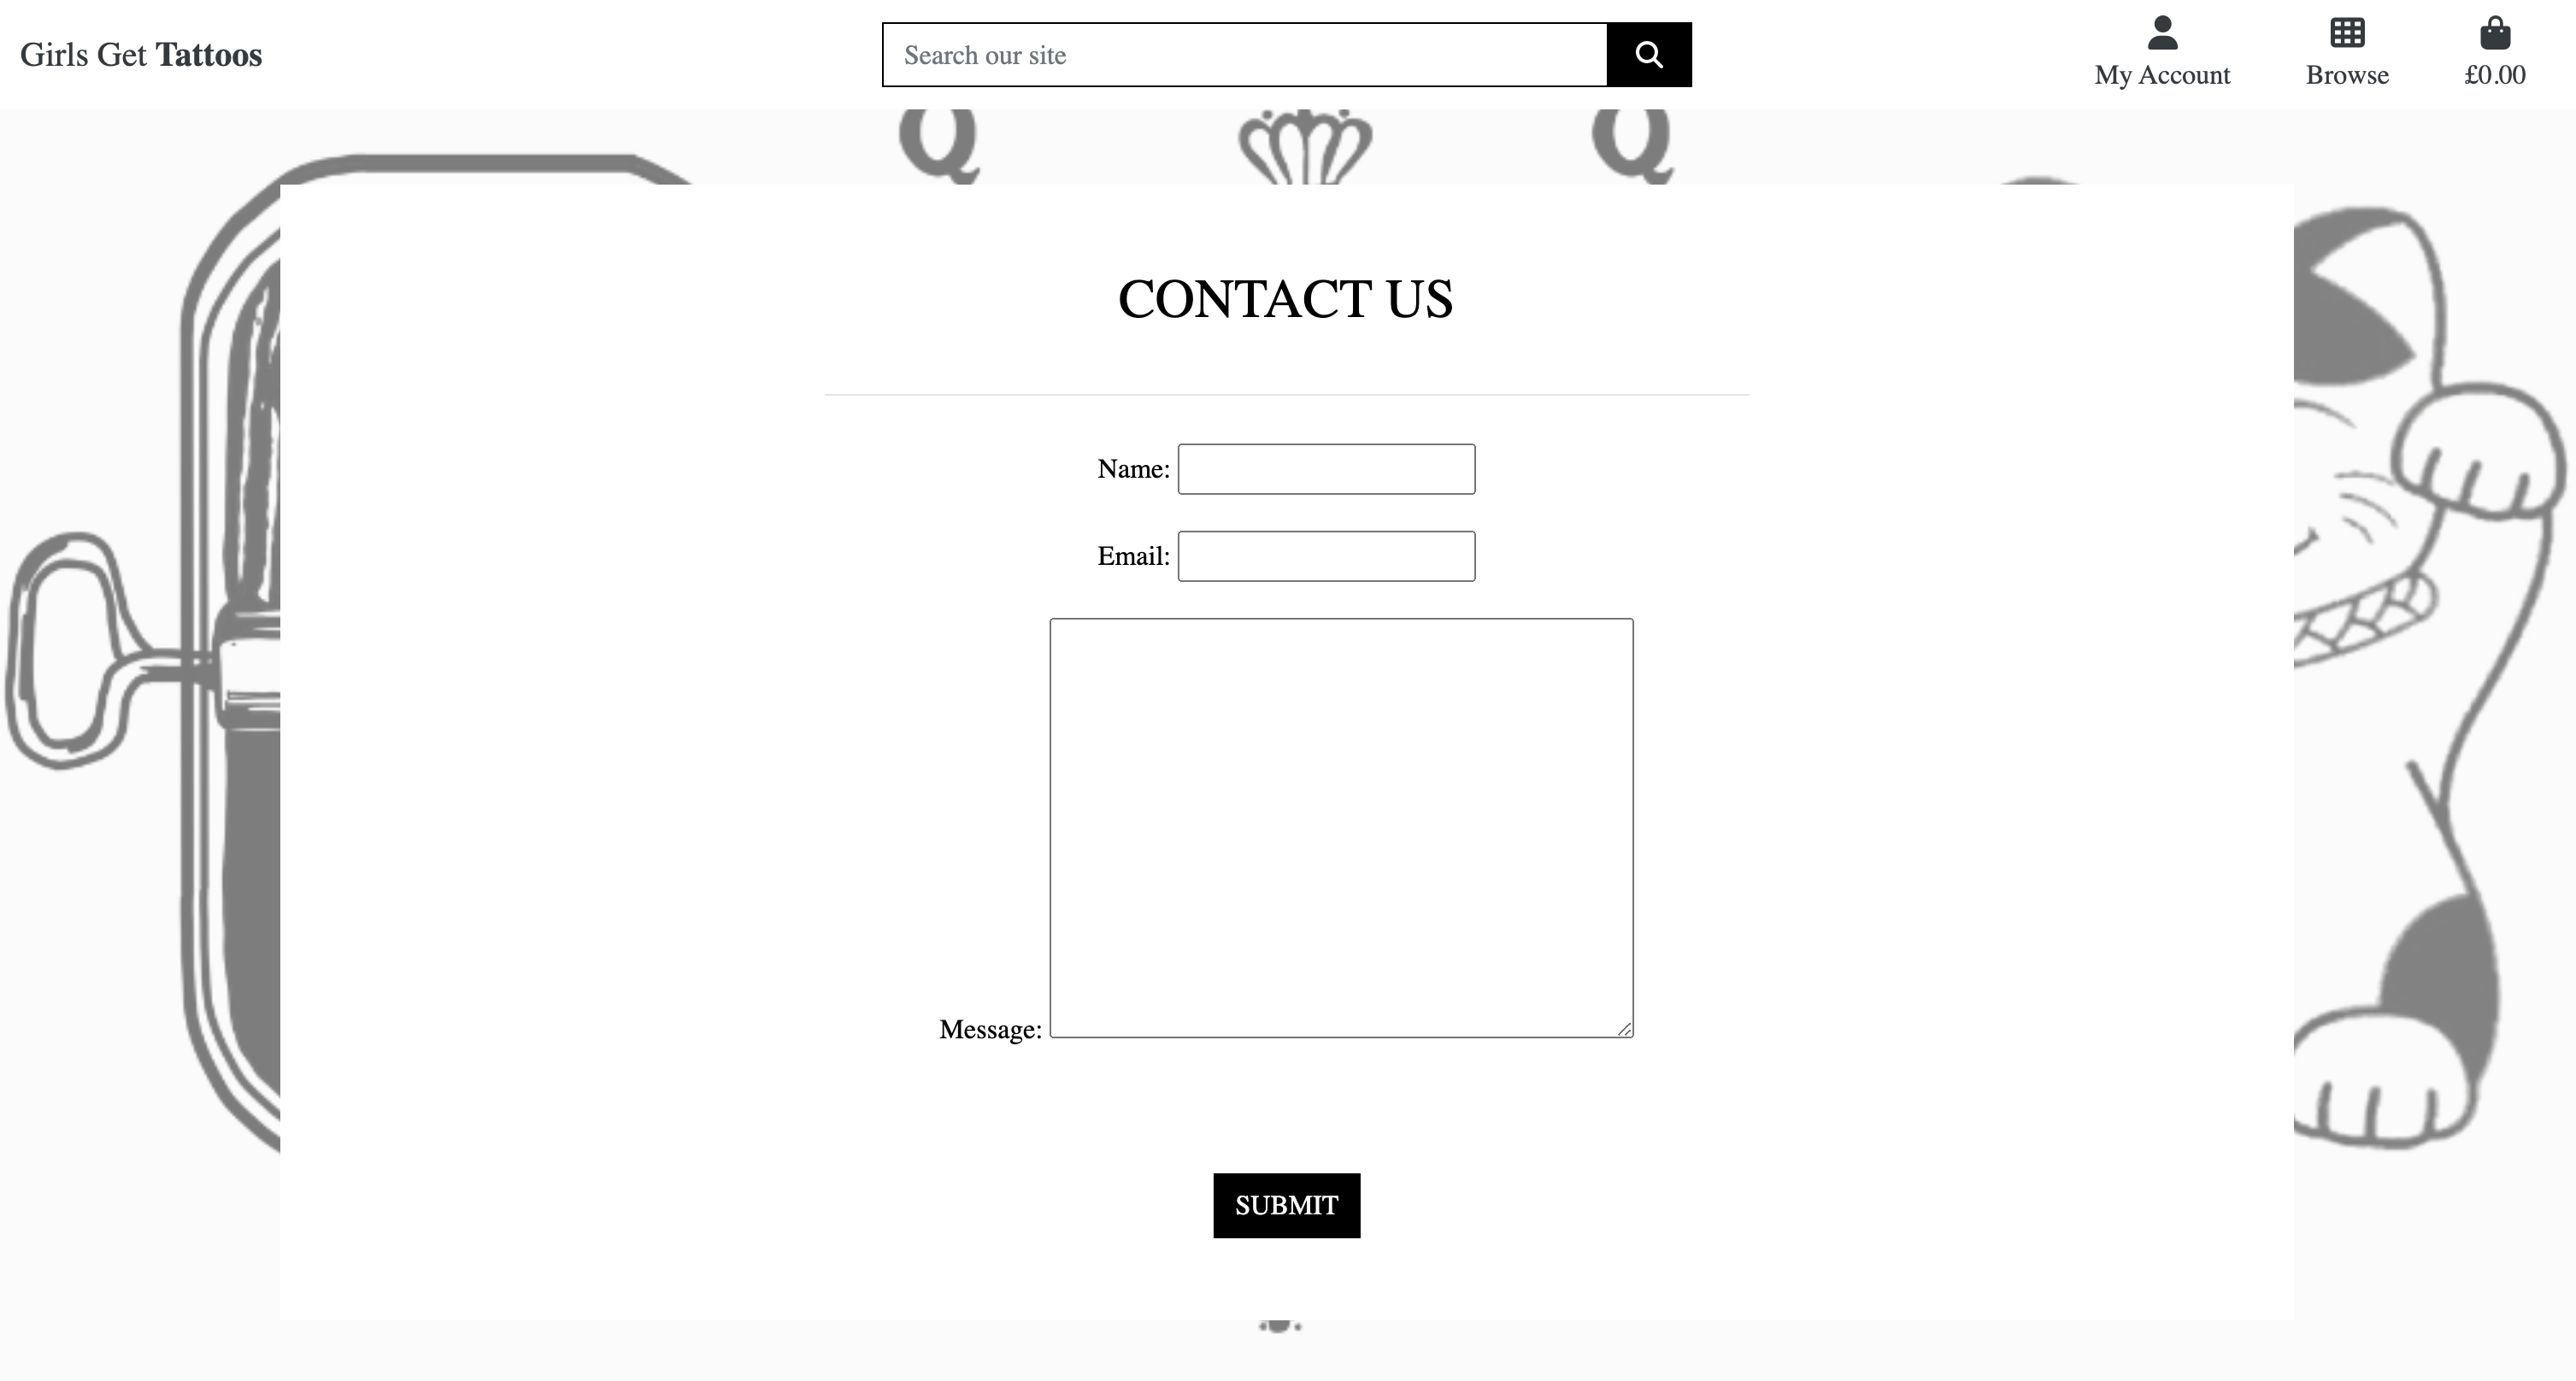 Girls Get Tattoos
Search our site
My Account
Browse
£0.00
Q
Q
CONTACT US
Name:
Email:
Message:
SUBMIT